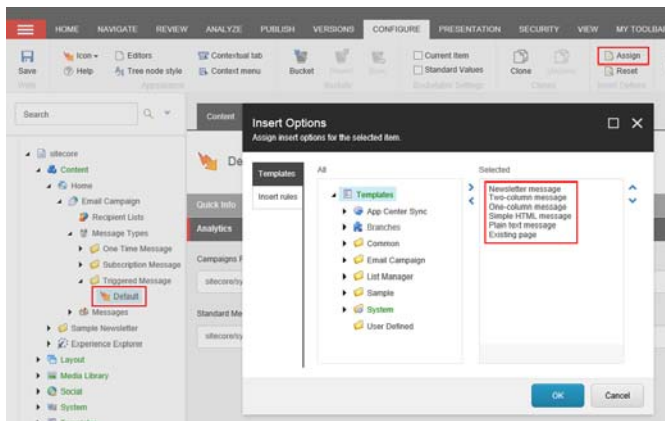 HOME NAVIGATE REVIEW ANALYZE PUBLISH VERSIONS CONFIGURE PRESENTATION SECURITY VIEW MY TOOLBA
Save Icon Editors Contextual tab Bucket Current Item Clone Assign
Help Tree node style Context menu Standard Values Reset
Search
Content
Insert Options
Assign insert options for the selected item.
De
Templates
Insert rules
All
Selected
Templates
App Center Sync
Branches
Common
Email Campaign
List Manager
Sample
System
User Defined
Newsletter message
Two-column message
One-column message
Simple HTML message
Plain text message
Existing page
OK
Cancel
Quick Info
Analytics
Campaigns F
sitecore/sy
Standard Me
sitecore/sy
sitecore
Content
Home
Email Campaign
Recipient Lists
Message Types
One Time Message
Subscription Message
Triggered Message
Default
Messages
Sample Newsletter
Experience Explorer
Layout
Media Library
Social
System